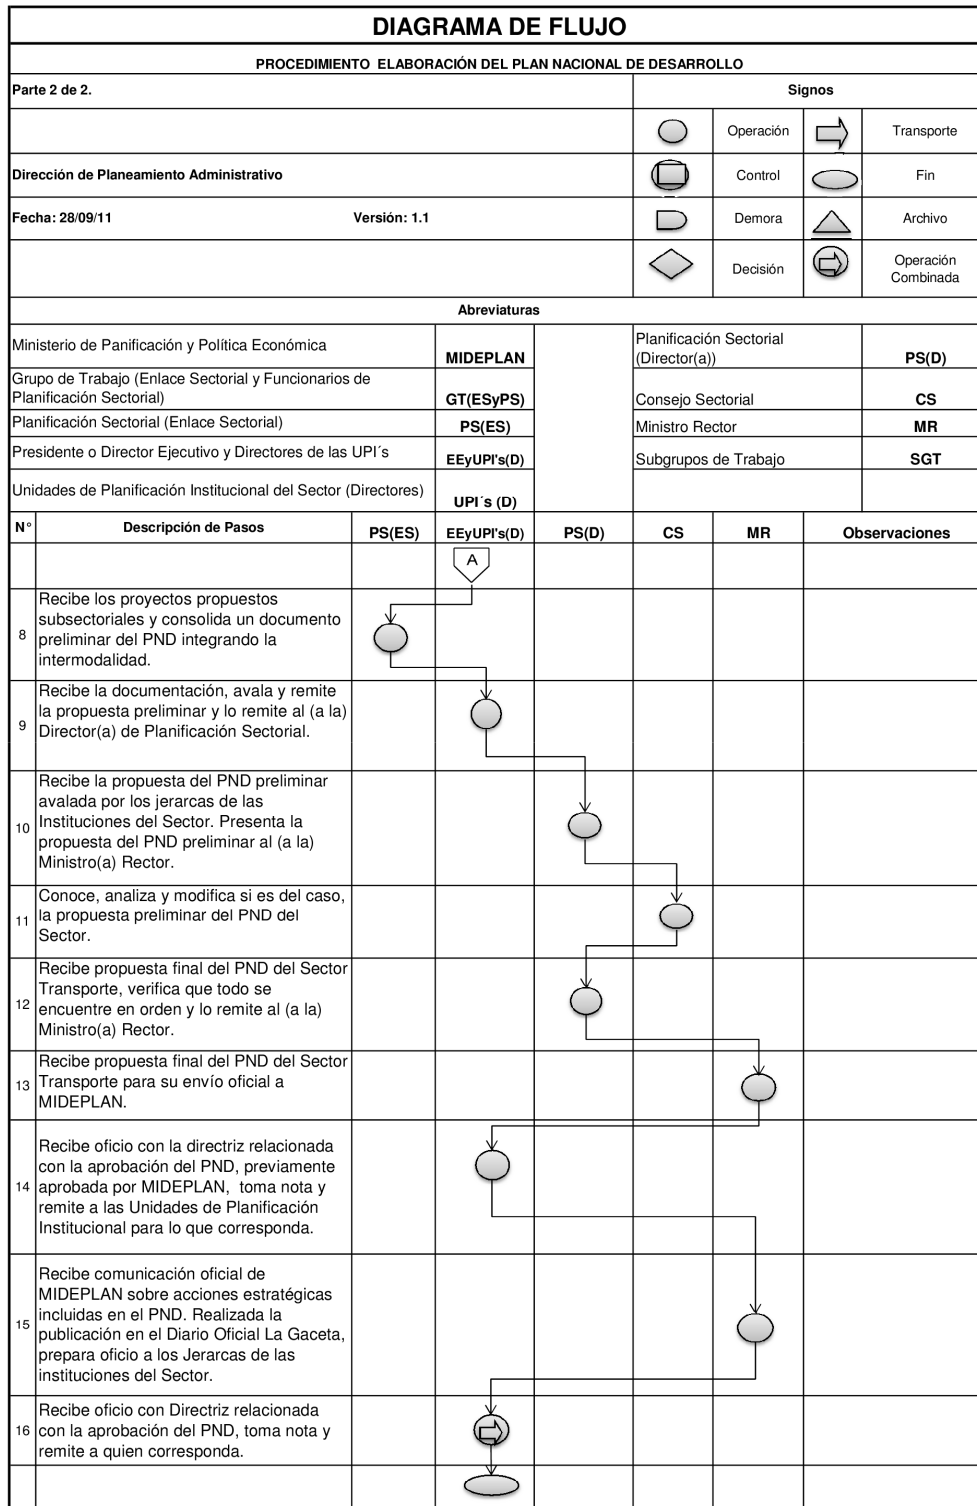 DIAGRAMA DE FLUJO
PROCEDIMIENTO ELABORACIÓN DEL PLAN NACIONAL DE DESARROLLO
Parte 2 de 2.
Signos
Operación
Transporte
Dirección de Planeamiento Administrativo
Control
Fin
Fecha: 28/09/11
Versión: 1.1
Demora
Archivo
Decisión
Operación
Combinada
Abreviaturas
Ministerio de Panificación y Política Económica
MIDEPLAN
Planificación Sectorial
(Director(a))
PS(D)
Grupo de Trabajo (Enlace Sectorial y Funcionarios de
Planificación Sectorial)
GT(ESyPS)
Consejo Sectorial
CS
Planificación Sectorial (Enlace Sectorial)
PS(ES)
Ministro Rector
MR
Presidente o Director Ejecutivo y Directores de las UPI´s
EEyUPI's(D)
Subgrupos de Trabajo
SGT
Unidades de Planificación Institucional del Sector (Directores)
UPI´s (D)
N°
Descripción de Pasos
PS(ES)
EEyUPI's(D)
PS(D)
CS
MR
Observaciones
A
8
Recibe los proyectos propuestos
subsectoriales y consolida un documento
preliminar del PND integrando la
intermodalidad.
9
Recibe la documentación, avala y remite
la propuesta preliminar y lo remite al (a la)
Director(a) de Planificación Sectorial.
10
Recibe la propuesta del PND preliminar
avalada por los jerarcas de las
Instituciones del Sector. Presenta la
propuesta del PND preliminar al (a la)
Ministro(a) Rector.
11
Conoce, analiza y modifica si es del caso,
la propuesta preliminar del PND del
Sector.
12
Recibe propuesta final del PND del Sector
Transporte, verifica que todo se
encuentre en orden y lo remite al (a la)
Ministro(a) Rector.
13
Recibe propuesta final del PND del Sector
Transporte para su envío oficial a
MIDEPLAN.
14
Recibe oficio con la directriz relacionada
con la aprobación del PND, previamente
aprobada por MIDEPLAN, toma nota y
remite a las Unidades de Planificación
Institucional para lo que corresponda.
15
Recibe comunicación oficial de
MIDEPLAN sobre acciones estratégicas
incluidas en el PND. Realizada la
publicación en el Diario Oficial La Gaceta,
prepara oficio a los Jerarcas de las
instituciones del Sector.
16
Recibe oficio con Directriz relacionada
con la aprobación del PND, toma nota y
remite a quien corresponda.